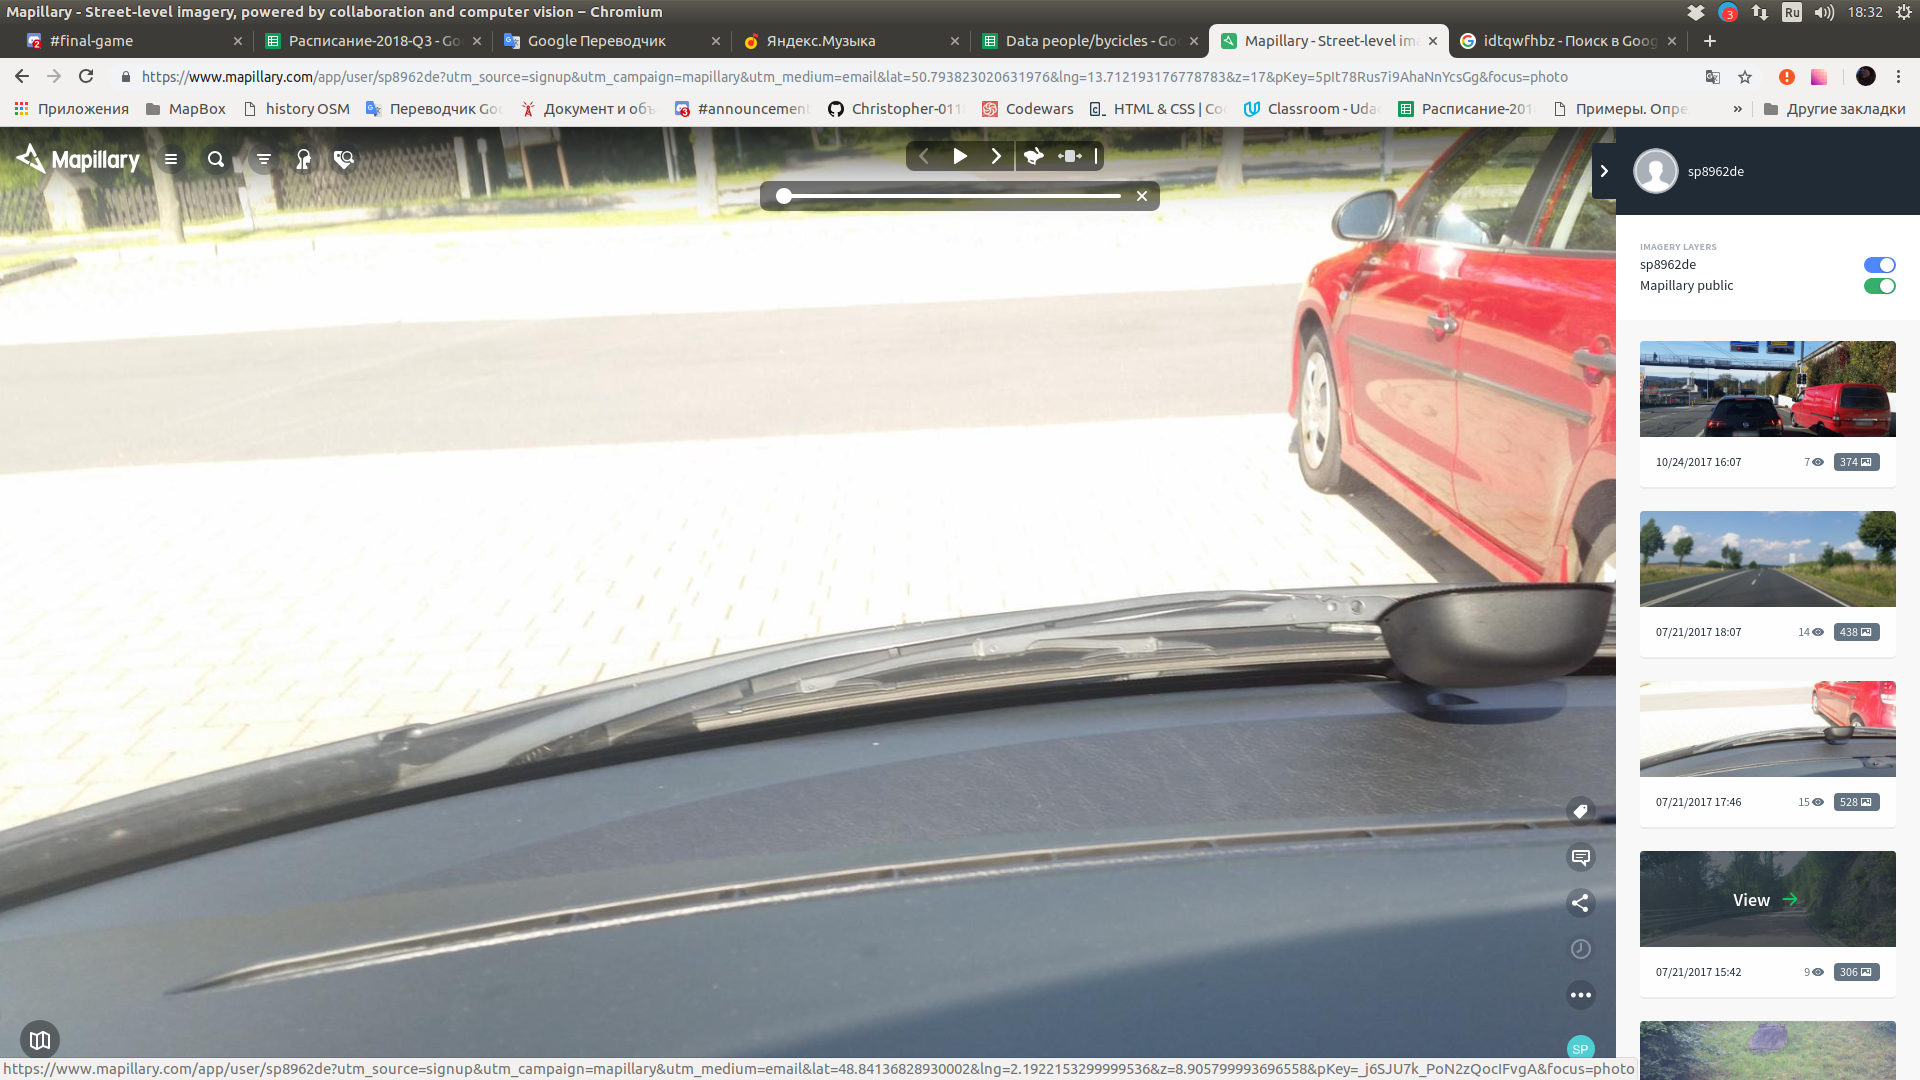 Mapillary - Street-level imagery, powered by collaboration and computer vision – Chromium
3
Ru
18:32
#final-game
Расписание-2018-Q3 - Go
Google Переводчик
Яндекс.Музыка
Data people/bycicles - Go
Mapillary - Street-level im
idtqwfhbz - Поиск в Goog
https://www.mapillary.com/app/user/sp8962de?utm_source=signup&utm_campaign=mapillary&utm_medium=email&lat=50.793823020631976&lng=13.712193176778783&z=17&pKey=5pIt78Rus7i9AhaNnYcsGg&focus=photo
Приложения
MapBox
history OSM
Переводчик Goo
Документ и объ
#announcement
Christopher-011
Codewars
HTML & CSS | Co
Classroom - Uda
Расписание-201
Примеры. Опре
»
Другие закладки
Mapillary
sp8962de
IMAGERY LAYERS
sp8962de
Mapillary public
10/24/2017 16:07
7
374
07/21/2017 18:07
14
438
07/21/2017 17:46
15
528
View
07/21/2017 15:42
9
306
SP
https://www.mapillary.com/app/user/sp8962de?utm_source=signup&utm_campaign=mapillary&utm_medium=email&lat=48.84136828930002&lng=2.1922153299999536&z=8.905799993696558&pKey=_j6SJU7k_PoN2zQocIFvgA&focus=photo